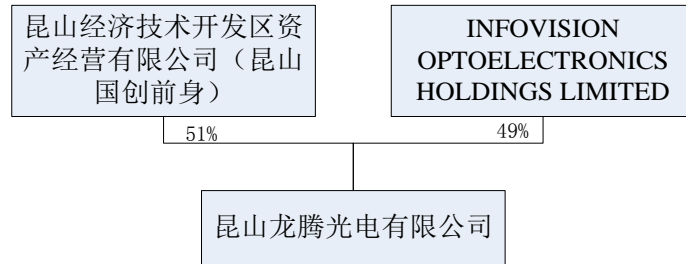 昆山经济技术开发区资
产经营有限公司（昆山
国创前身）
INFOVISION
OPTOELECTRONICS
HOLDINGS LIMITED
51%
49%
昆山龙腾光电有限公司